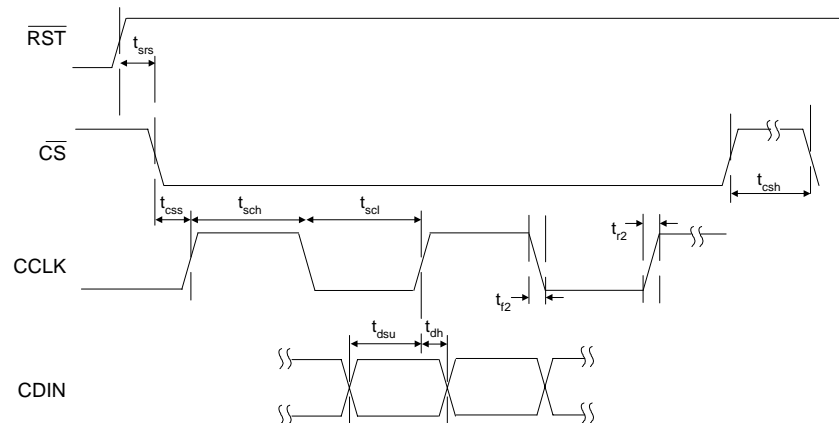 RST
t_srs
CS
t_csh
t_css t_sch t_scl
t_r2
CCLK
t_f2
t_dsu t_dh
CDIN